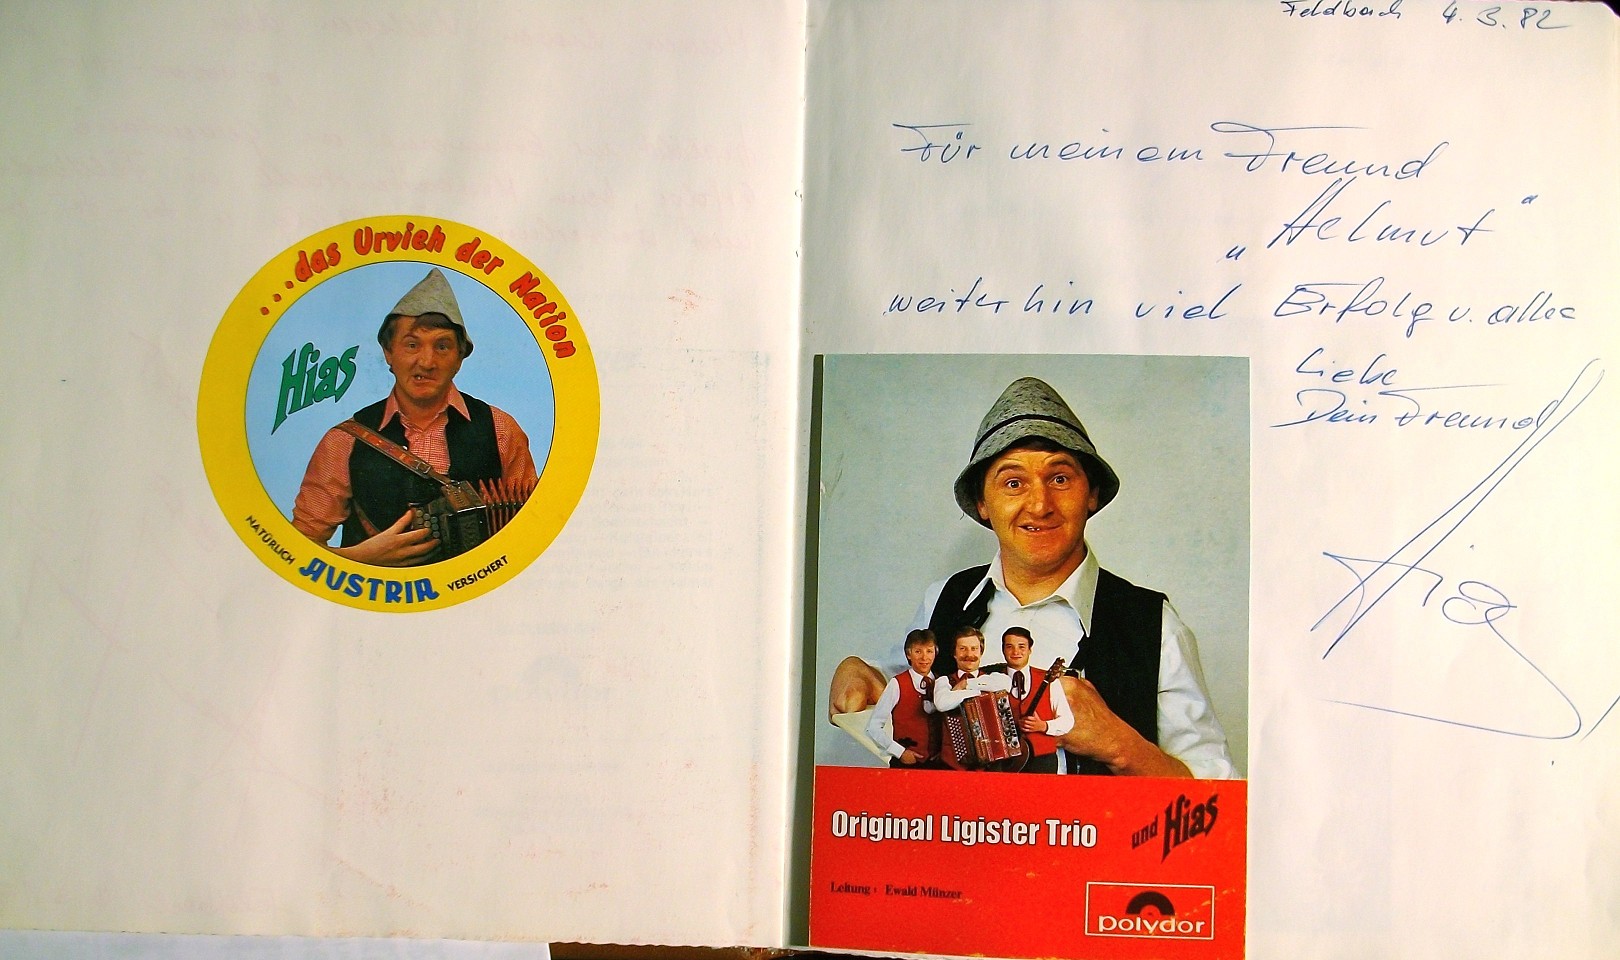 ...das Urvieh der Nation
Hias
NATÜRLICH AUSTRIA VERSICHERT
Feldbach 4.3.82
Für meinem Freund
„Helmut"
weiterhin viel Erfolg u. alles
Liebe
Dein Freund
Hias
Original Ligister Trio und Hias
Leitung: Ewald Münzer
polydor